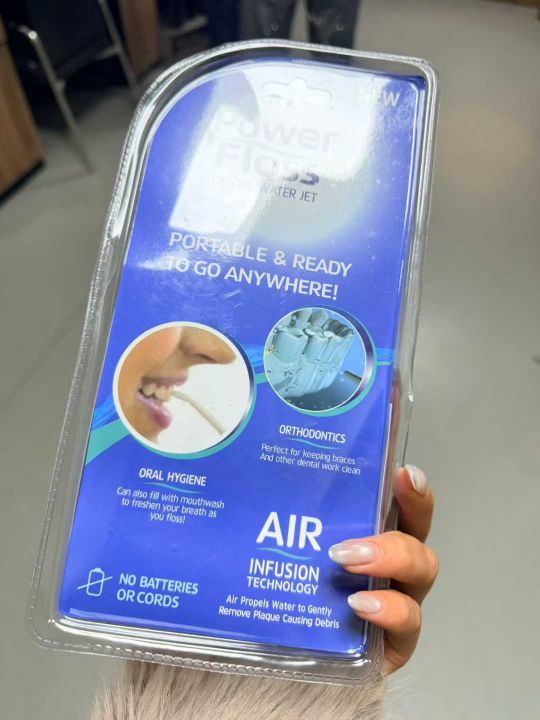 NEW
Power
Floss
DENTAL WATER JET
PORTABLE & READY
TO GO ANYWHERE!
ORTHODONTICS
Perfect for keeping braces
And other dental work clean
ORAL HYGIENE
Can also fill with mouthwash
to freshen your breath as
you floss!
AIR
INFUSION
TECHNOLOGY
Air Propels Water to Gently
Remove Plaque Causing Debris
NO BATTERIES
OR CORDS